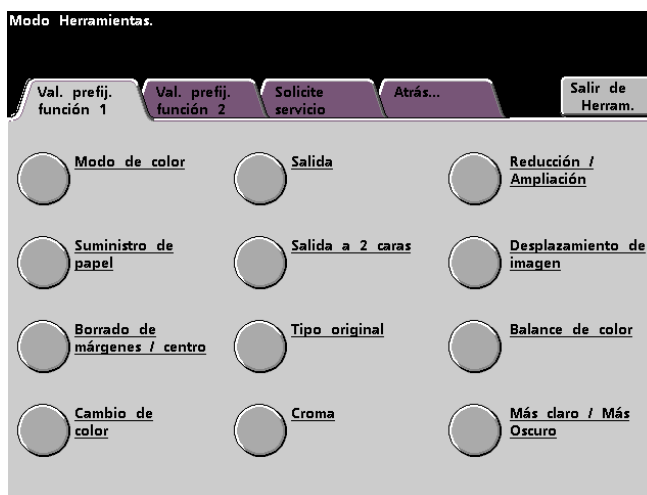 Modo Herramientas.
Val. prefij.
función 1
Val. prefij.
función 2
Solicite
servicio
Atrás...
Salir de
Herram.
Modo de color
Salida
Reducción /
Ampliación
Suministro de
papel
Salida a 2 caras
Desplazamiento de
imagen
Borrado de
márgenes / centro
Tipo original
Balance de color
Cambio de
color
Croma
Más claro / Más
Oscuro